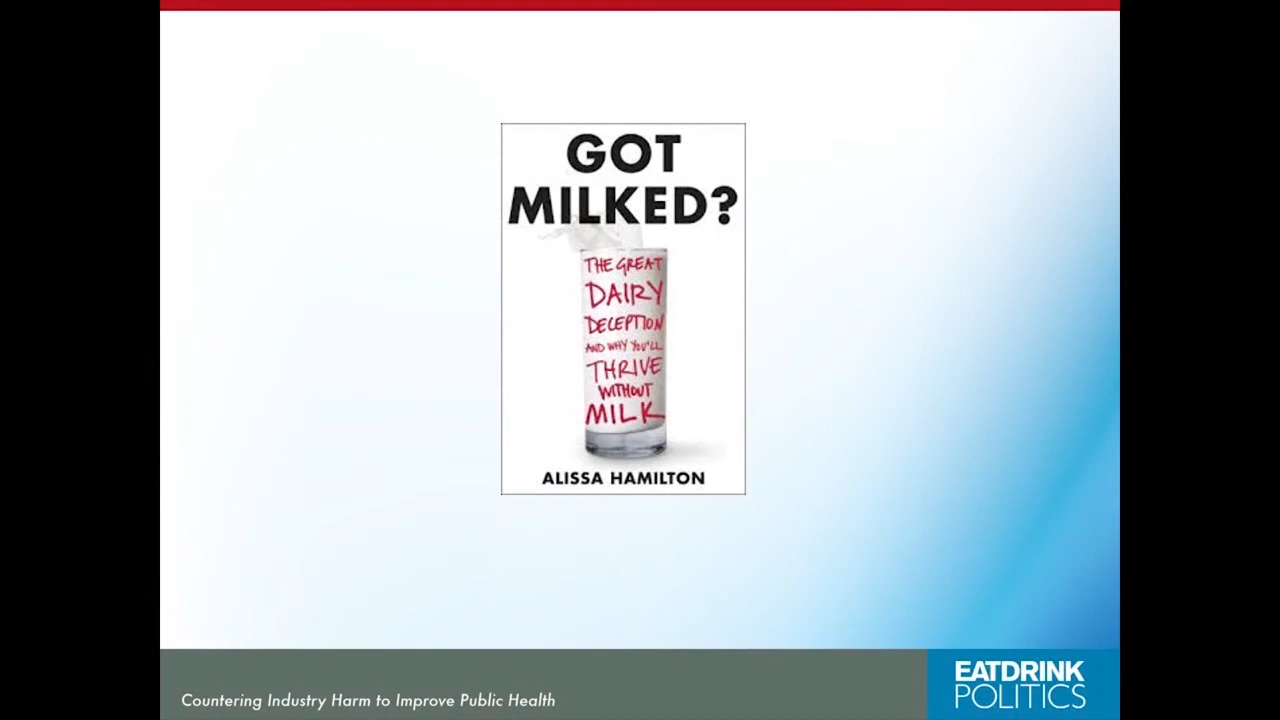 GOT
MILKED?
THE GREAT
DAIRY
DECEPTION
AND WHY YOU'LL
THRIVE
WITHOUT
MILK
ALISSA HAMILTON
Countering Industry Harm to Improve Public Health
EATDRINK
POLITICS